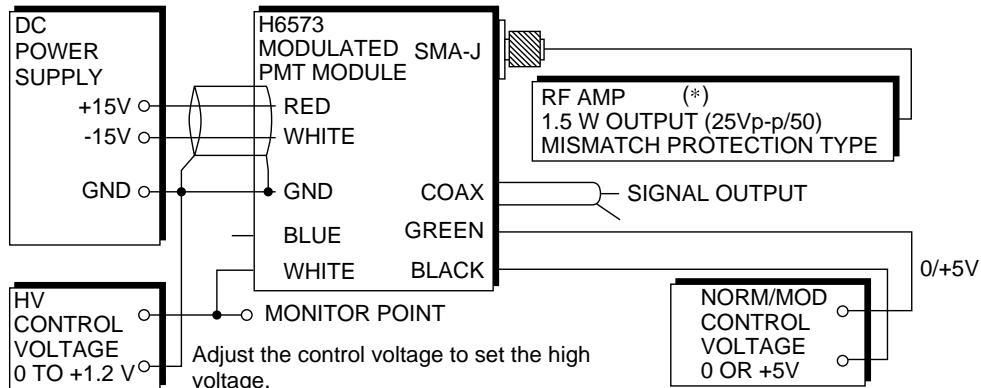 DC
POWER
SUPPLY
+15V
-15V
GND
H6573
MODULATED
PMT MODULE
SMA-J
RED
WHITE
GND
BLUE
WHITE
COAX
GREEN
BLACK
RF AMP (*)
1.5 W OUTPUT (25Vp-p/50)
MISMATCH PROTECTION TYPE
SIGNAL OUTPUT
0/+5V
HV
CONTROL
VOLTAGE
0 TO +1.2 V
MONITOR POINT
Adjust the control voltage to set the high
voltage.
NORM/MOD
CONTROL
VOLTAGE
0 OR +5V